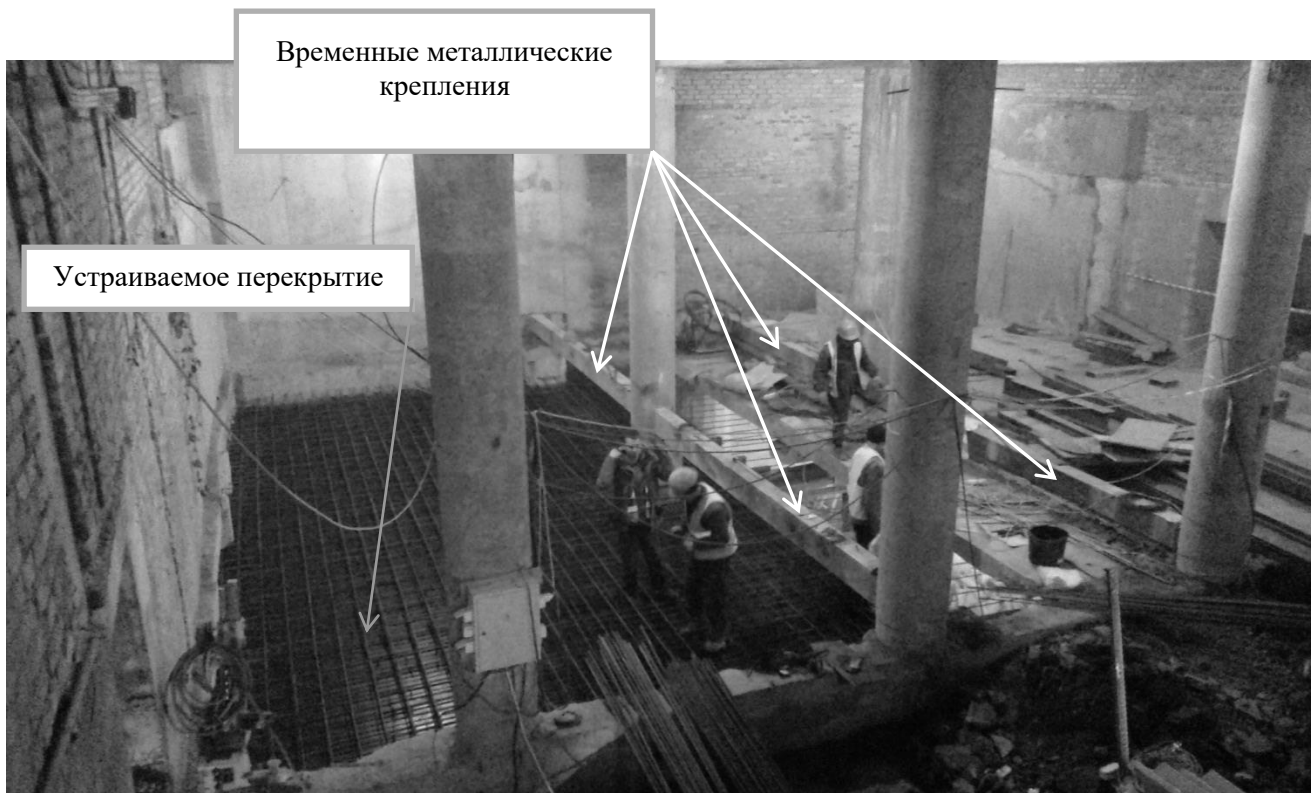 Временные металлические
крепления
Устраиваемое перекрытие